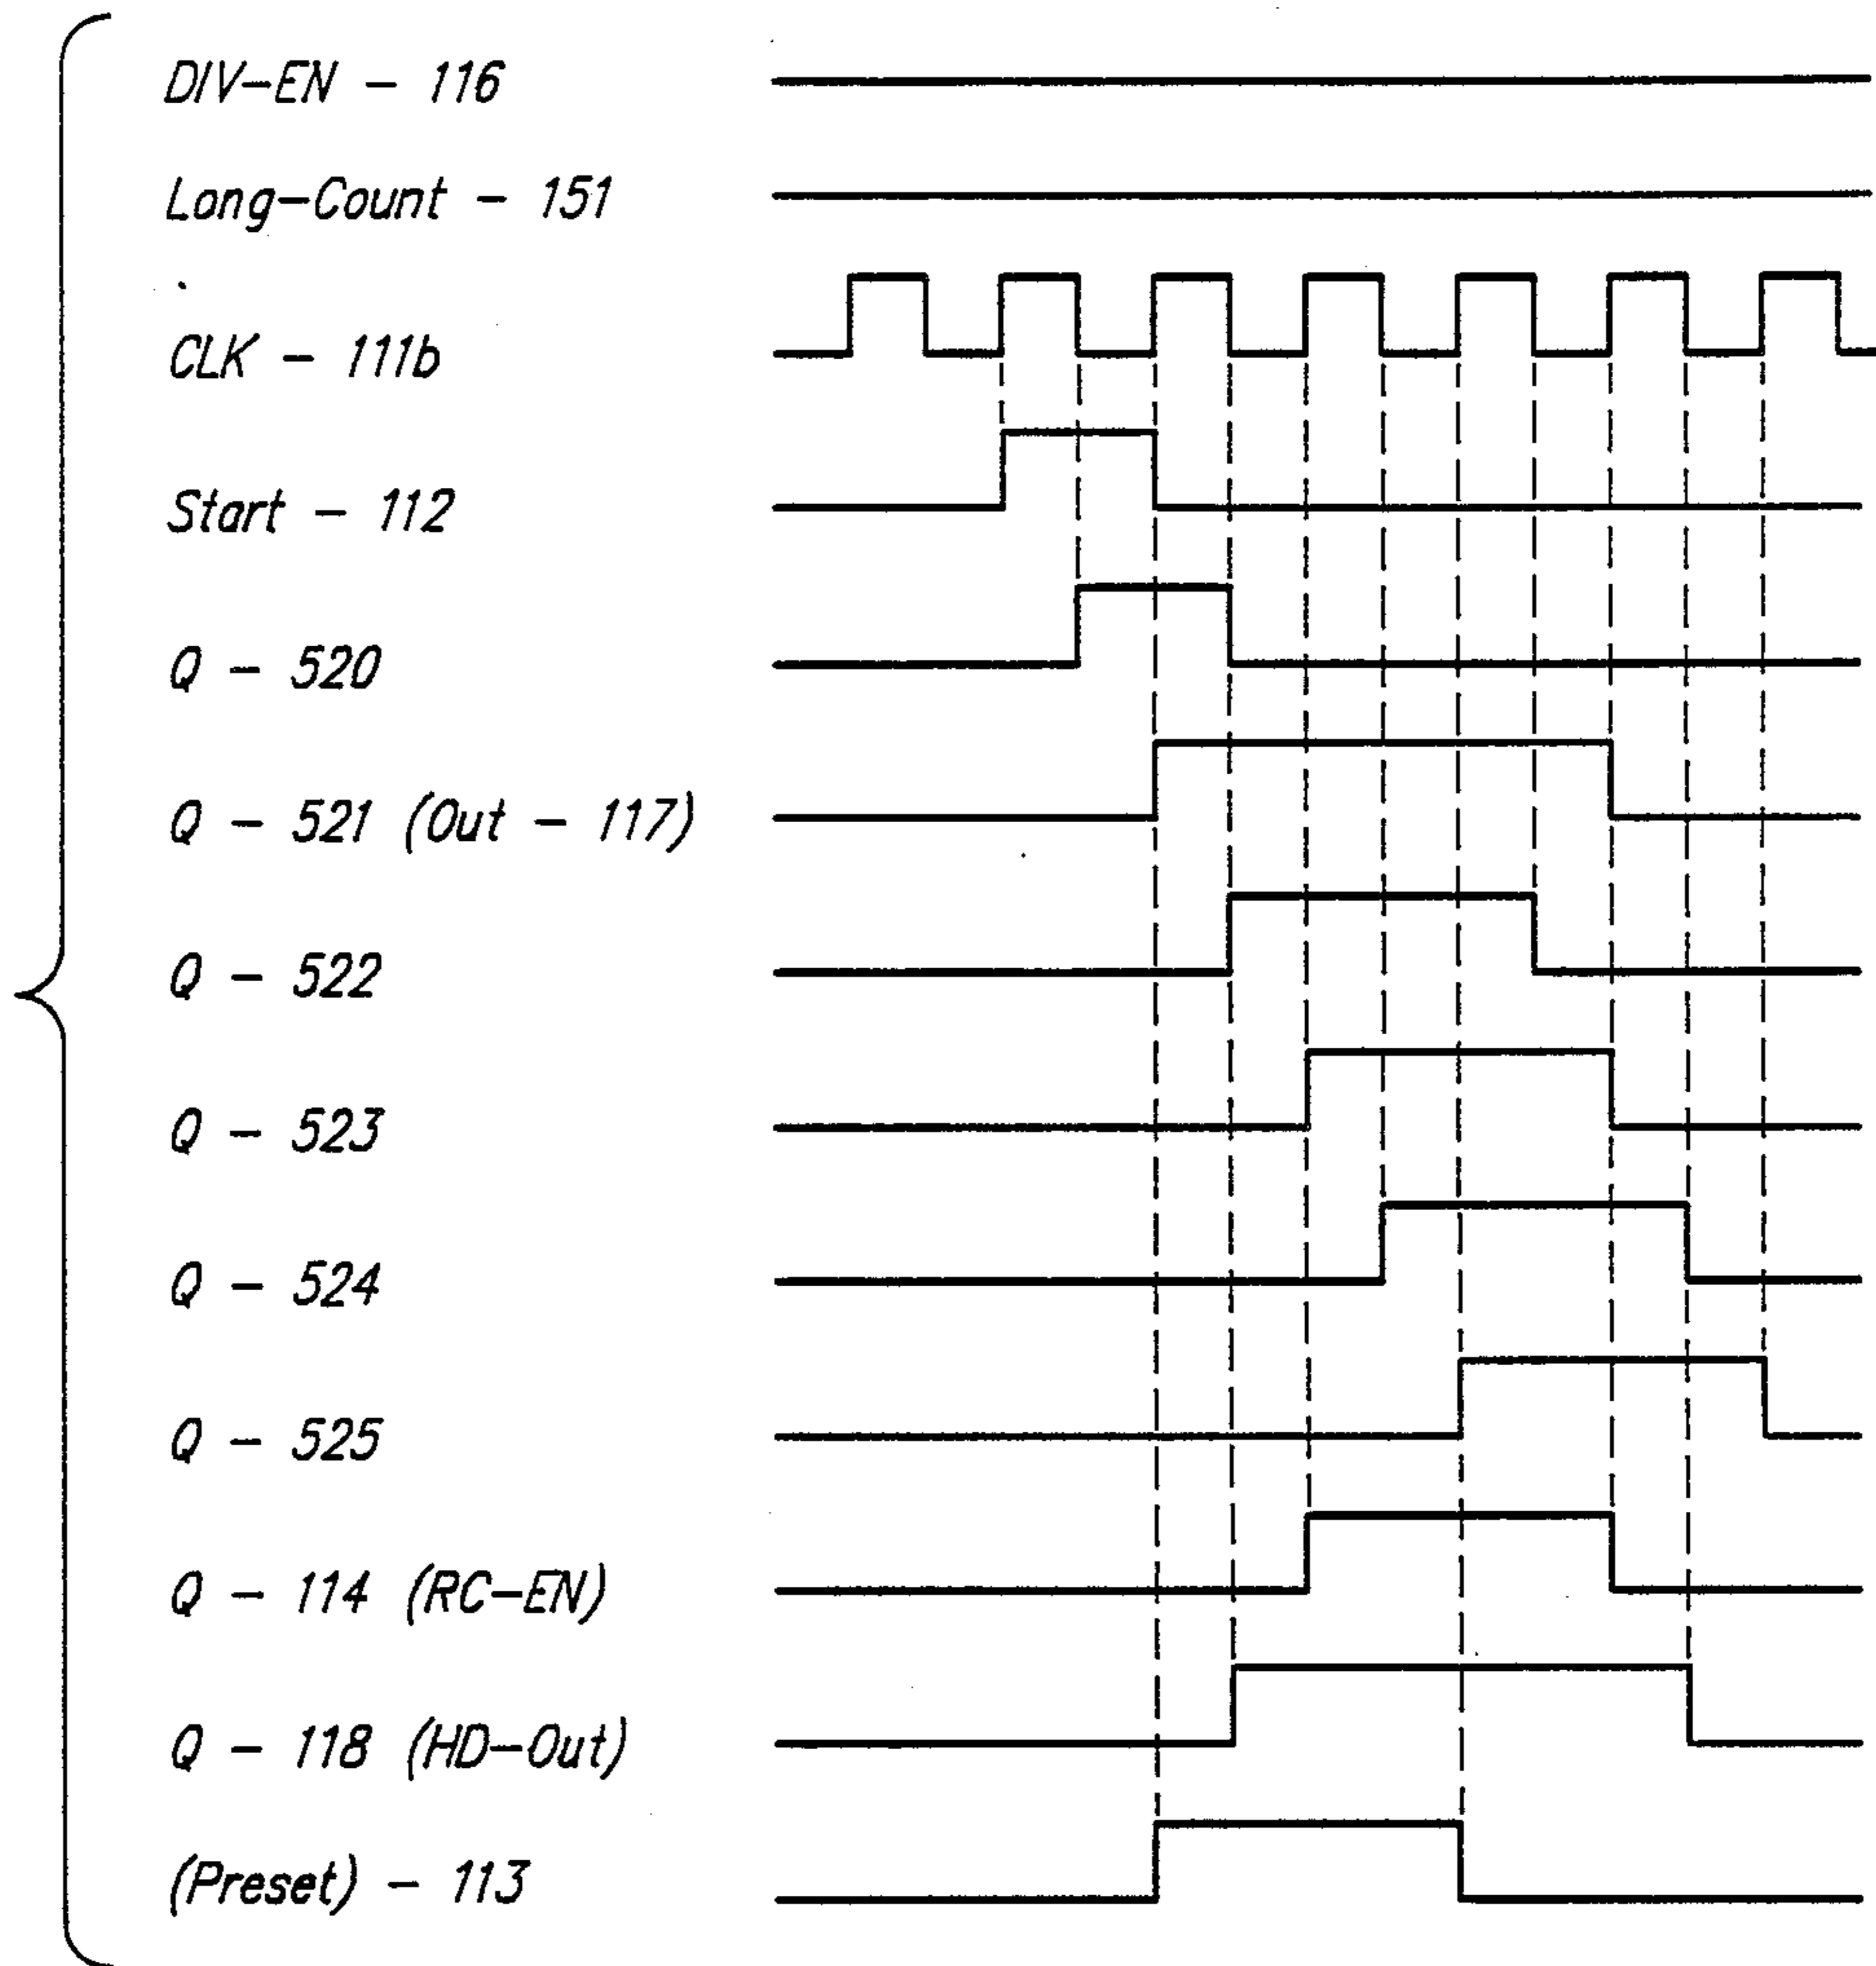 DIV-EN - 116
Long-Count - 151
CLK - 111b
Start - 112
Q - 520
Q - 521 (Out - 117)
Q - 522
Q - 523
Q - 524
Q - 525
Q - 114 (RC-EN)
Q - 118 (HD-Out)
(Preset) - 113